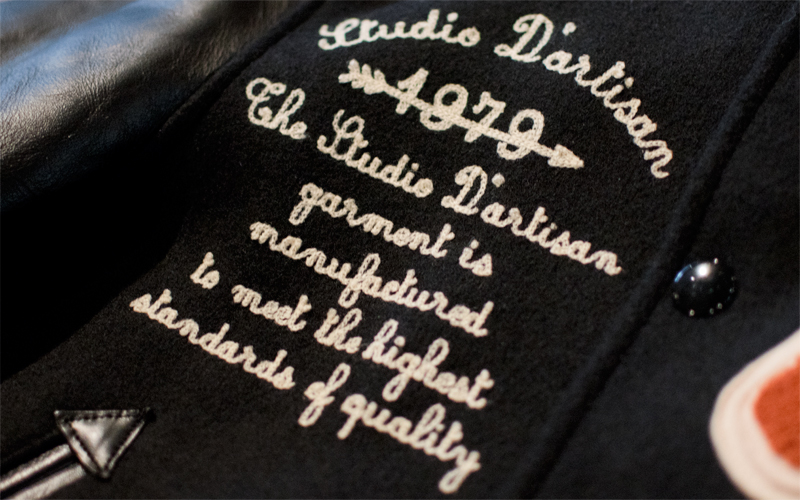 Studio D'artisan
1979
The Studio D'artisan
garment is
manufactured
to meet the highest
standards of quality